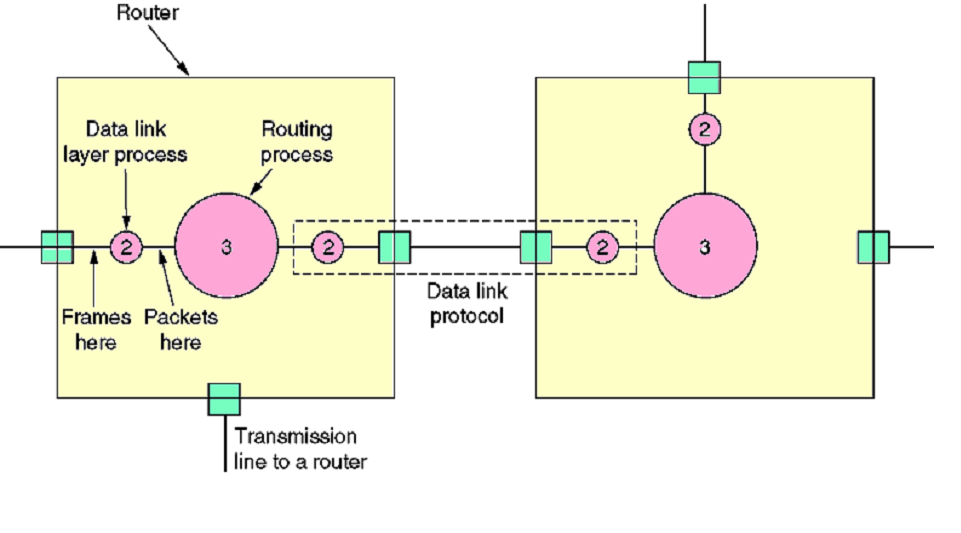 Router
Data link
layer process
Routing
process
2
2
3
2
2
3
Frames
here
Packets
here
Data link
protocol
Transmission
line to a router